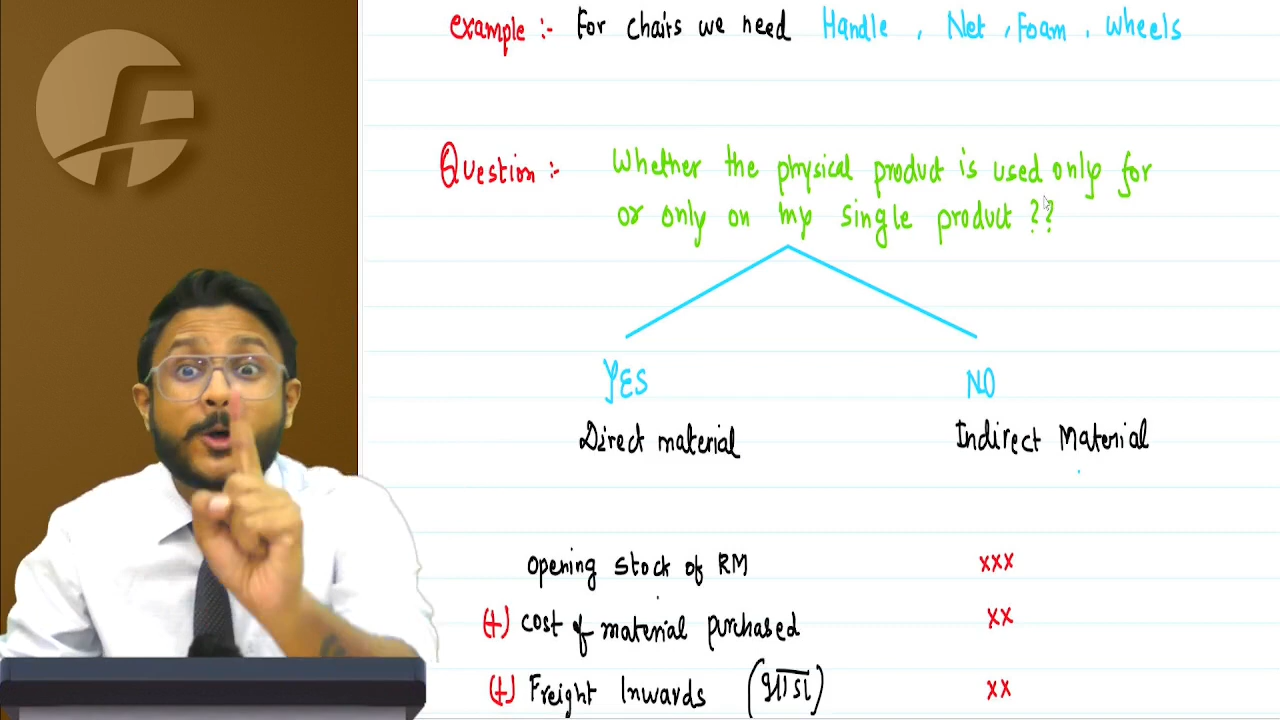 example :- For chairs we need Handle , Net , Foam , Wheels
Question :- Whether the physical product is used only for
or only on my single product ??
YES NO
Direct material Indirect Material
Opening stock of RM xxx
(+) cost of material purchased xx
(+) Freight Inwards (भाडा) xx